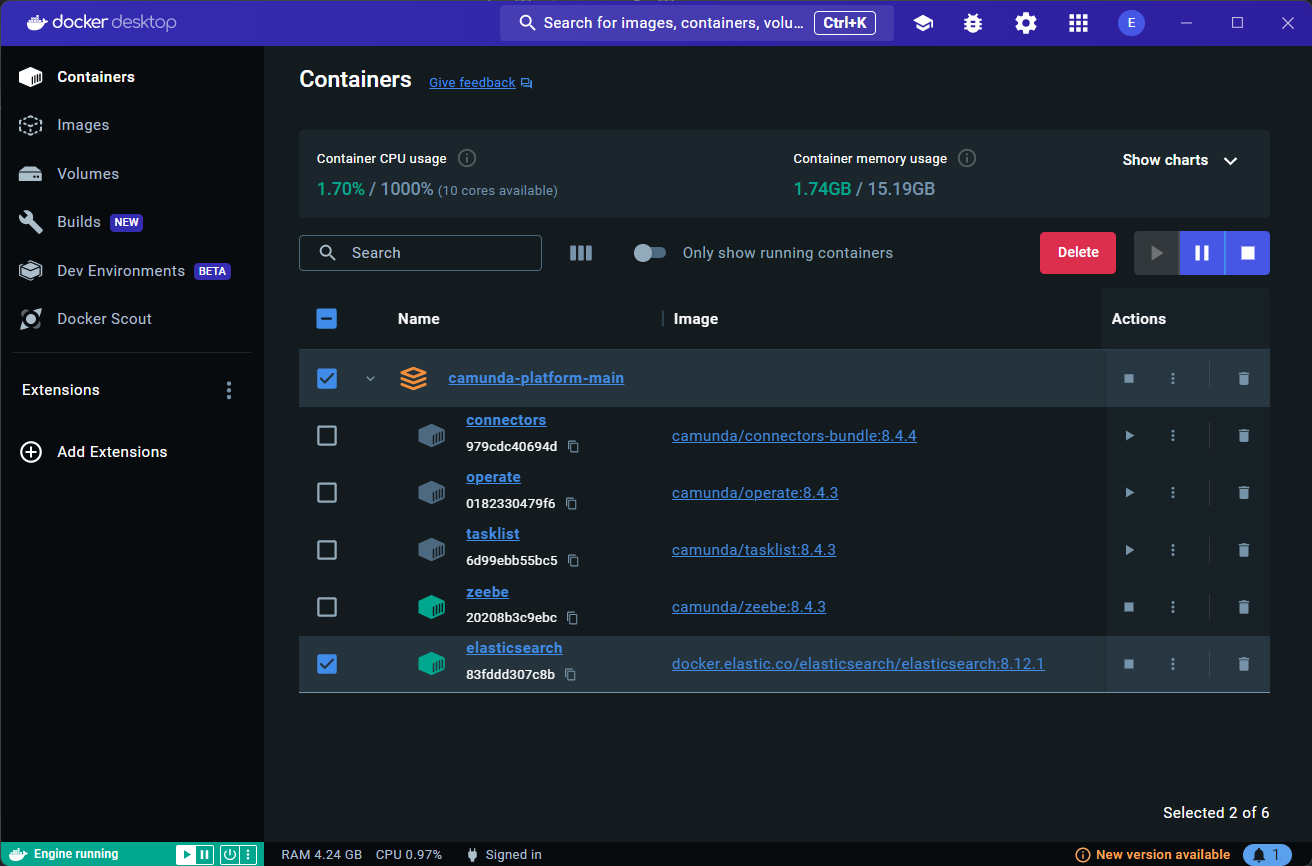 docker desktop
Search for images, containers, volu... Ctrl+K
E
Containers
Images
Volumes
Builds NEW
Dev Environments BETA
Docker Scout
Extensions
Add Extensions
Containers Give feedback
Container CPU usage
1.70% / 1000% (10 cores available)
Container memory usage
1.74GB / 15.19GB
Show charts
Search
Only show running containers
Delete
Name Image Actions
camunda-platform-main
connectors
979cdc40694d
camunda/connectors-bundle:8.4.4
operate
0182330479f6
camunda/operate:8.4.3
tasklist
6d99ebb55bc5
camunda/tasklist:8.4.3
zeebe
20208b3c9ebc
camunda/zeebe:8.4.3
elasticsearch
83fddd307c8b
docker.elastic.co/elasticsearch/elasticsearch:8.12.1
Selected 2 of 6
Engine running
RAM 4.24 GB CPU 0.97% Signed in
New version available 1